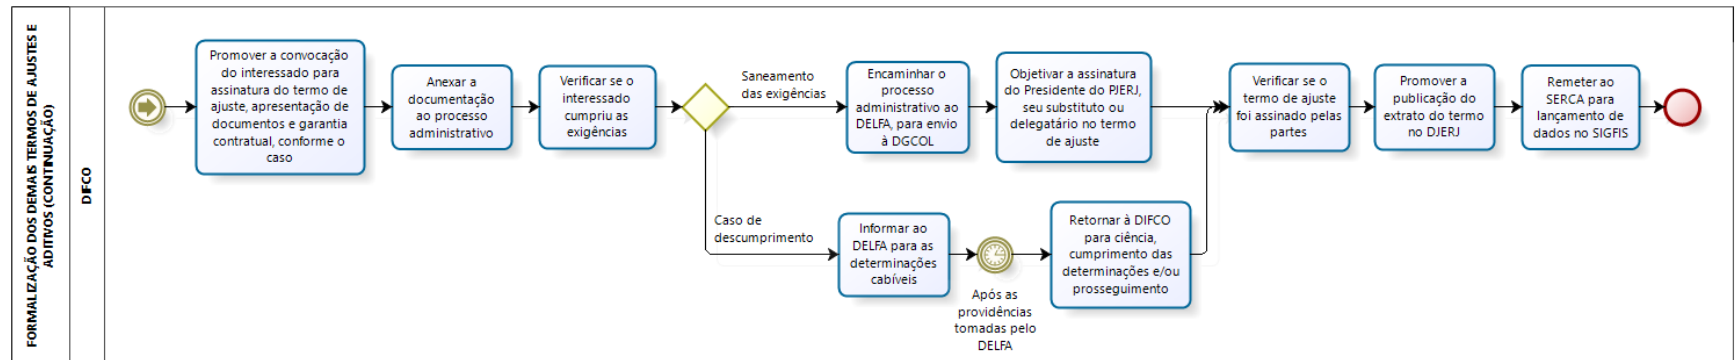 FORMALIZAÇÃO DOS DEMAIS TERMOS DE AJUSTES E
ADITIVOS (CONTINUAÇÃO)
DIFCO
Promover a convocação
do interessado para
assinatura do termo de
ajuste, apresentação de
documentos e garantia
contratual, conforme o
caso
Anexar a
documentação
ao processo
administrativo
Verificar se o
interessado
cumpriu as
exigências
Saneamento
das exigências
Encaminhar o
processo
administrativo ao
DELFA, para envio
à DGCOL
Objetivar a assinatura
do Presidente do PJERJ,
seu substituto ou
delegatário no termo
de ajuste
Caso de
descumprimento
Informar ao
DELFA para as
determinações
cabíveis
Após as
providências
tomadas pelo
DELFA
Retornar à DIFCO
para ciência,
cumprimento das
determinações e/ou
prosseguimento
Verificar se o
termo de ajuste
foi assinado pelas
partes
Promover a
publicação do
extrato do termo
no DJERJ
Remeter ao
SERCA para
lançamento de
dados no SIGFIS